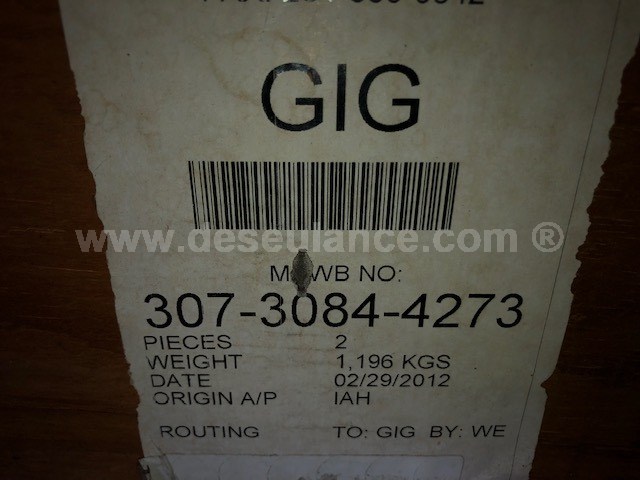 GIG
www.deseulance.com ®
M WB NO:
307-3084-4273
PIECES 2
WEIGHT 1,196 KGS
DATE 02/29/2012
ORIGIN A/P IAH
ROUTING TO: GIG BY: WE